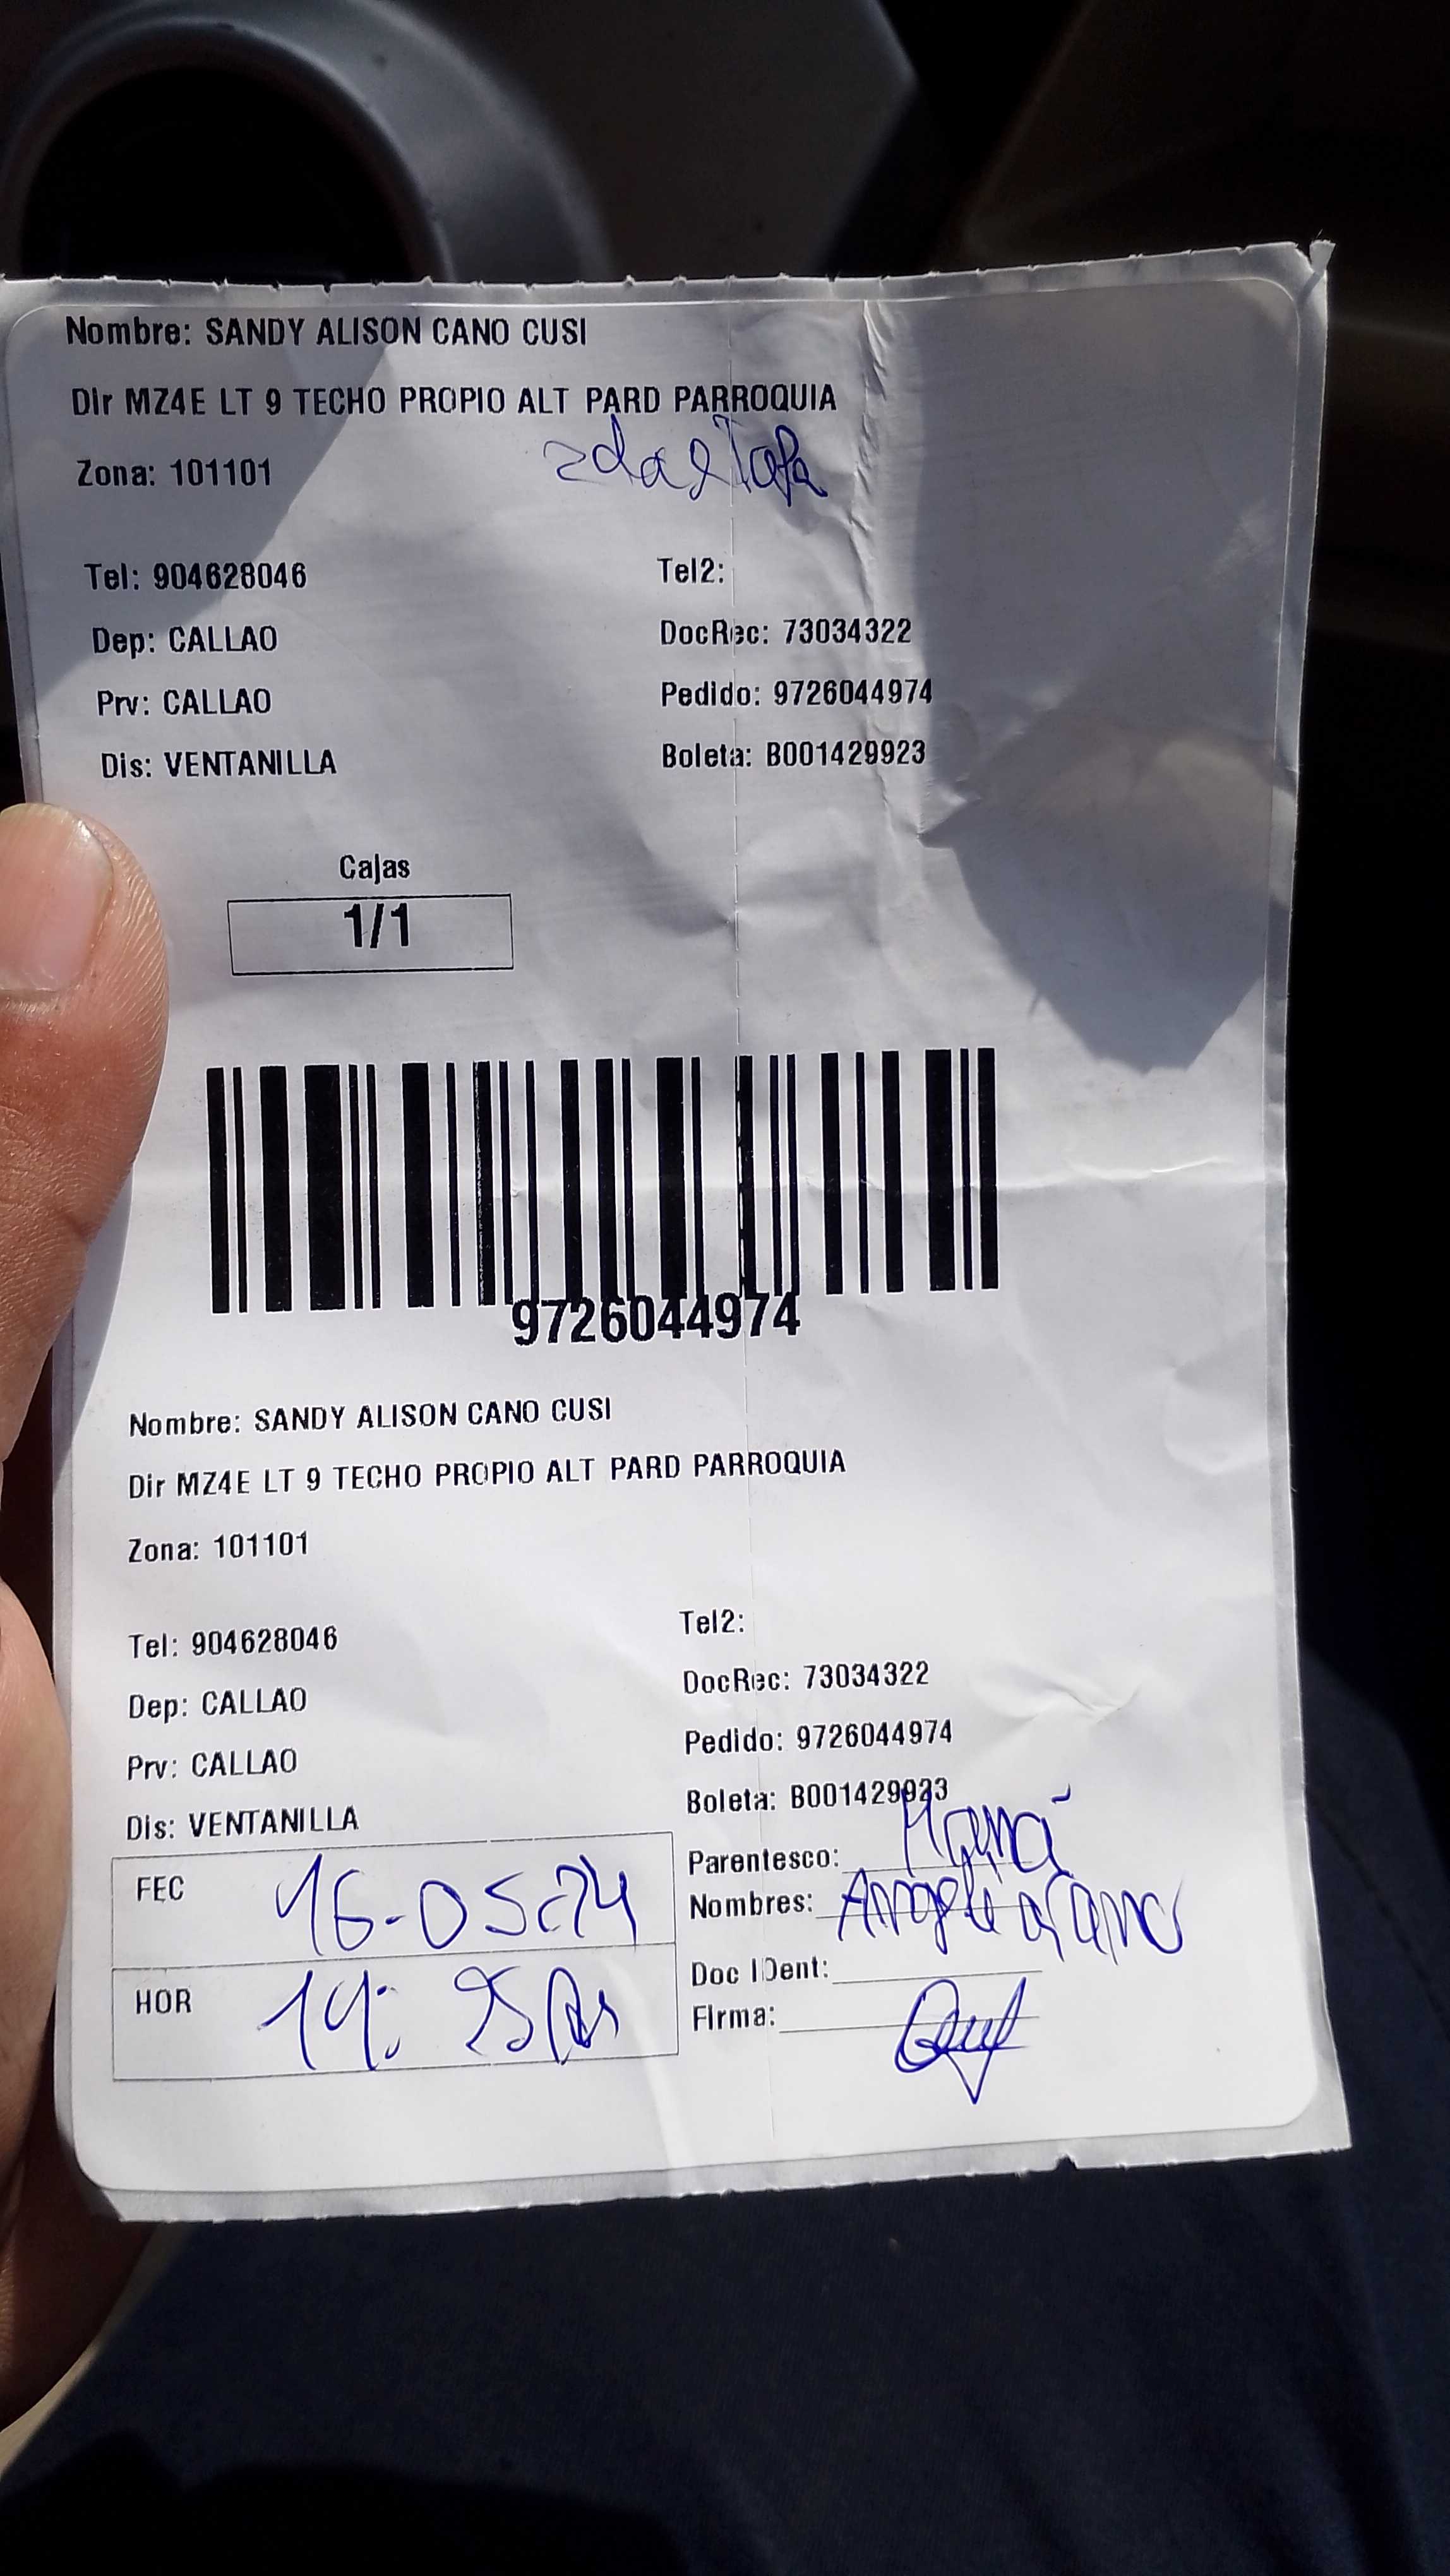 Nombre: SANDY ALISON CANO CUSI
Dir MZ4E LT 9 TECHO PROPIO ALT PARD PARROQUIA
Zona: 101101
Tel: 904628046 Tel2:
Dep: CALLAO DocRec: 73034322
Prv: CALLAO Pedido: 9726044974
Dis: VENTANILLA Boleta: B001429923
Cajas
1/1
9726044974
Nombre: SANDY ALISON CANO CUSI
Dir MZ4E LT 9 TECHO PROPIO ALT PARD PARROQUIA
Zona: 101101
Tel: 904628046 Tel2:
Dep: CALLAO DocRec: 73034322
Prv: CALLAO Pedido: 9726044974
Dis: VENTANILLA Boleta: B001429923
FEC 16-05-24 Parentesco: Mamá
Nombres:
HOR Doc IDent:
Firma: